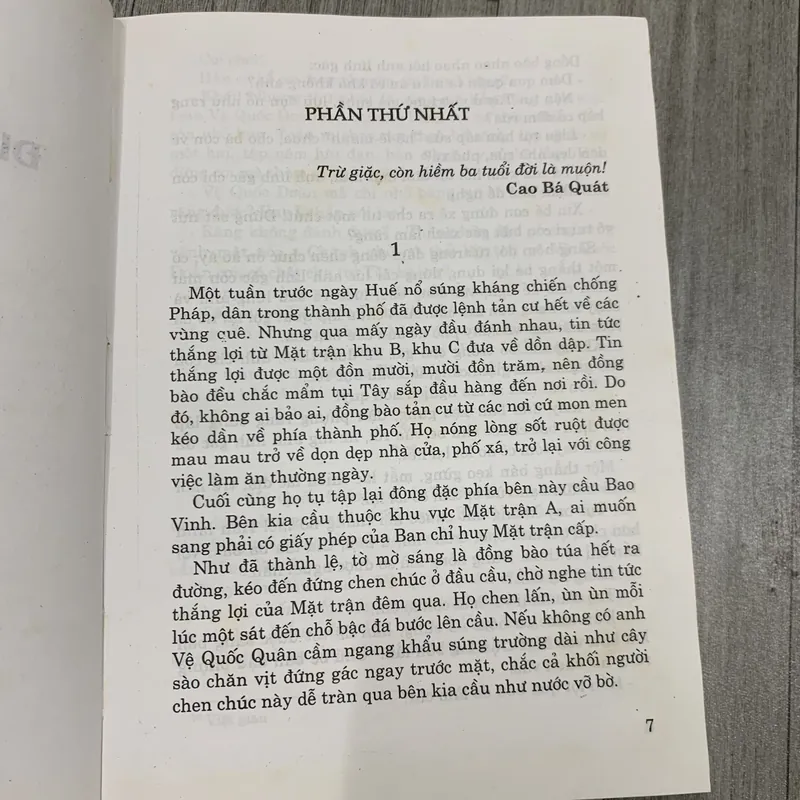 PHẦN THỨ NHẤT
Trừ giặc, còn hiềm ba tuổi đời là muộn!
Cao Bá Quát
1
Một tuần trước ngày Huế nổ súng kháng chiến chống
Pháp, dân trong thành phố đã được lệnh tản cư hết về các
vùng quê. Nhưng qua mấy ngày đầu đánh nhau, tin tức
thắng lợi từ Mặt trận khu B, khu C đưa về dồn dập. Tin
thắng lợi được một đồn mười, mười đồn trăm, nên đồng
bào đều chắc mẩm tụi Tây sắp đầu hàng đến nơi rồi. Do
đó, không ai bảo ai, đồng bào tản cư từ các nơi cứ mon men
kéo dần về phía thành phố. Họ nóng lòng sốt ruột được
mau mau trở về dọn dẹp nhà cửa, phố xá, trở lại với công
việc làm ăn thường ngày.
Cuối cùng họ tụ tập lại đông đặc phía bên này cầu Bao
Vinh. Bên kia cầu thuộc khu vực Mặt trận A, ai muốn
sang phải có giấy phép của Ban chỉ huy Mặt trận cấp.
Như đã thành lệ, tờ mờ sáng là đồng bào túa hết ra
đường, kéo đến đứng chen chúc ở đầu cầu, chờ nghe tin tức
thắng lợi của Mặt trận đêm qua. Họ chen lấn, ùn ùn mỗi
lúc một sát đến chỗ bậc đá bước lên cầu. Nếu không có anh
Vệ Quốc Quân cầm ngang khẩu súng trường dài như cây
sào chăn vịt đứng gác ngay trước mặt, chắc cả khối người
chen chúc này dễ tràn qua bên kia cầu như nước vỡ bờ.
7